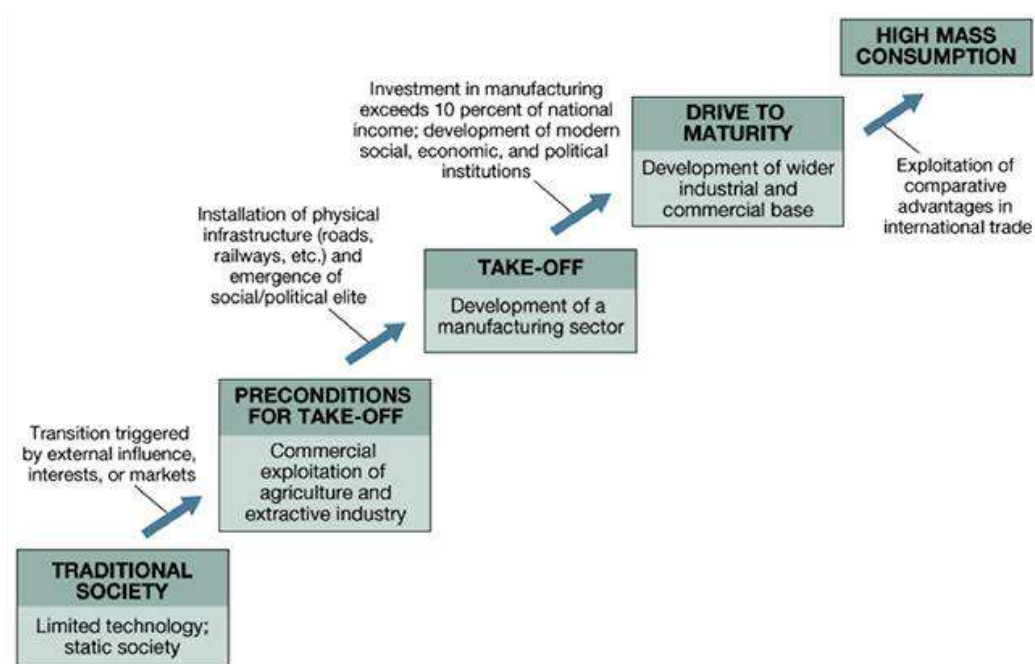 HIGH MASS
CONSUMPTION
Investment in manufacturing
exceeds 10 percent of national
income; development of modern
social, economic, and political
institutions
DRIVE TO
MATURITY
Development of wider
industrial and
commercial base
Exploitation of
comparative
advantages in
international trade
Installation of physical
infrastructure (roads,
railways, etc.) and
emergence of
social/political elite
TAKE-OFF
Development of a
manufacturing sector
PRECONDITIONS
FOR TAKE-OFF
Commercial
exploitation of
agriculture and
extractive industry
Transition triggered
by external influence,
interests, or markets
TRADITIONAL
SOCIETY
Limited technology;
static society